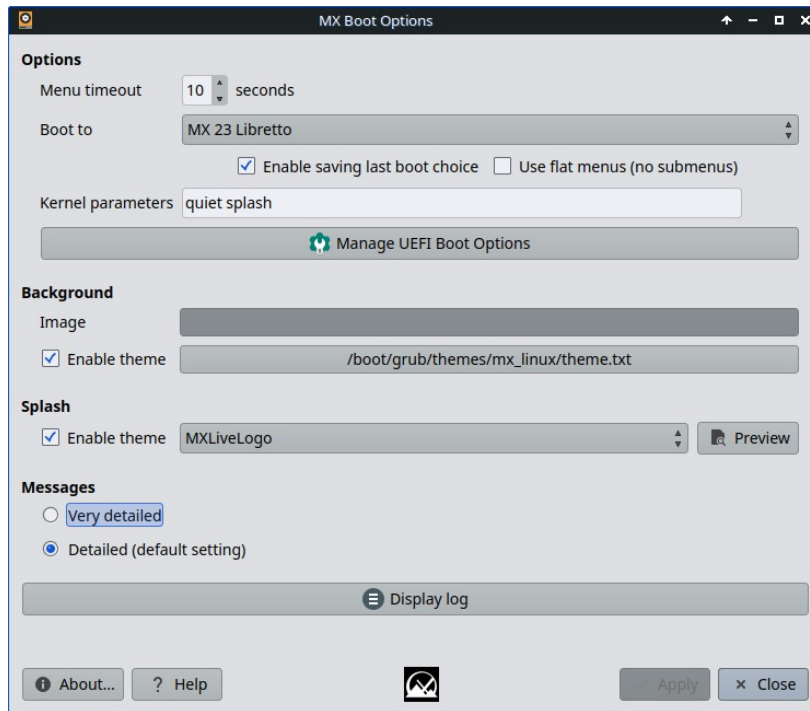 MX Boot Options
Options
Menu timeout 10 seconds
Boot to MX 23 Libretto
Enable saving last boot choice Use flat menus (no submenus)
Kernel parameters quiet splash
Manage UEFI Boot Options
Background
Image
Enable theme /boot/grub/themes/mx_linux/theme.txt
Splash
Enable theme MXLiveLogo Preview
Messages
Very detailed
Detailed (default setting)
Display log
About... ? Help Apply Close